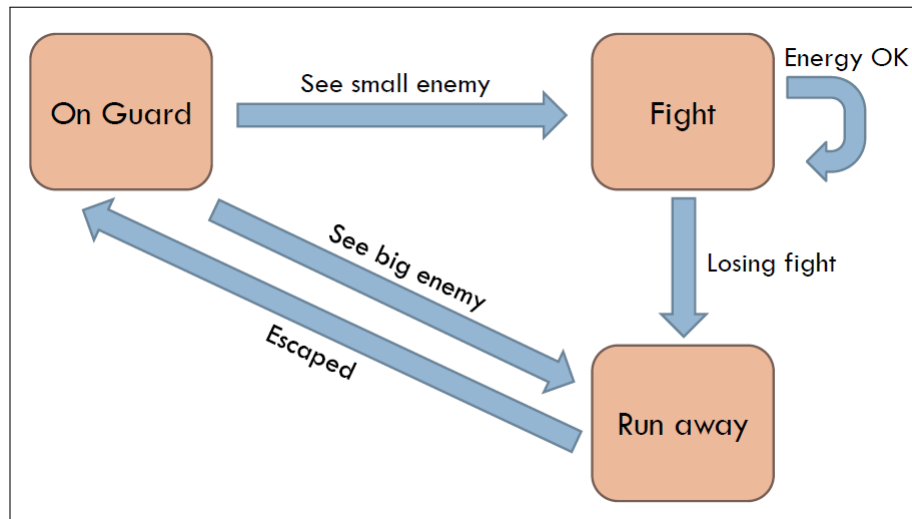 Energy OK
See small enemy
On Guard
Fight
See big enemy
Losing fight
Escaped
Run away